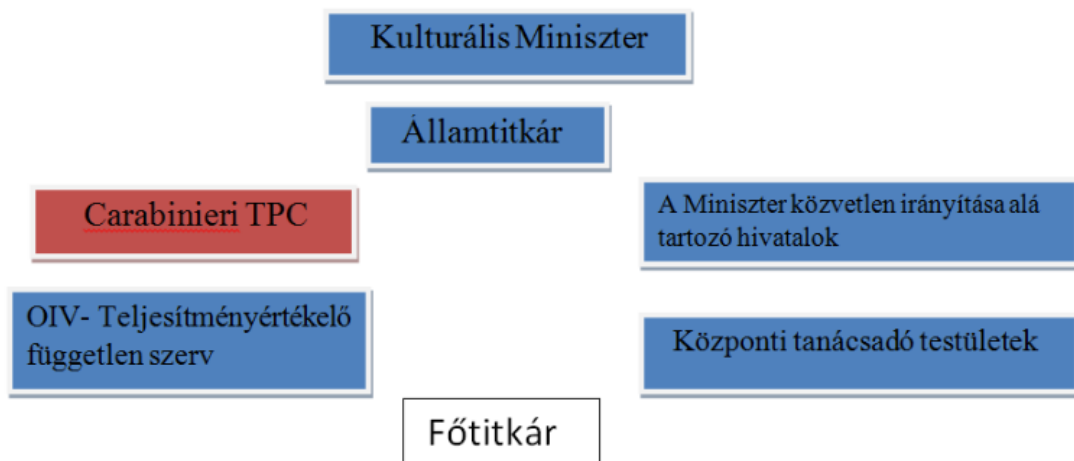 Kulturális Miniszter
Államtitkár
Carabinieri TPC
A Miniszter közvetlen irányítása alá
tartozó hivatalok
OIV- Teljesítményértékelő
független szerv
Központi tanácsadó testületek
Főtitkár